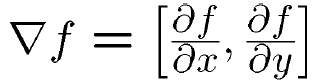 ∇f = [∂f/∂x, ∂f/∂y]